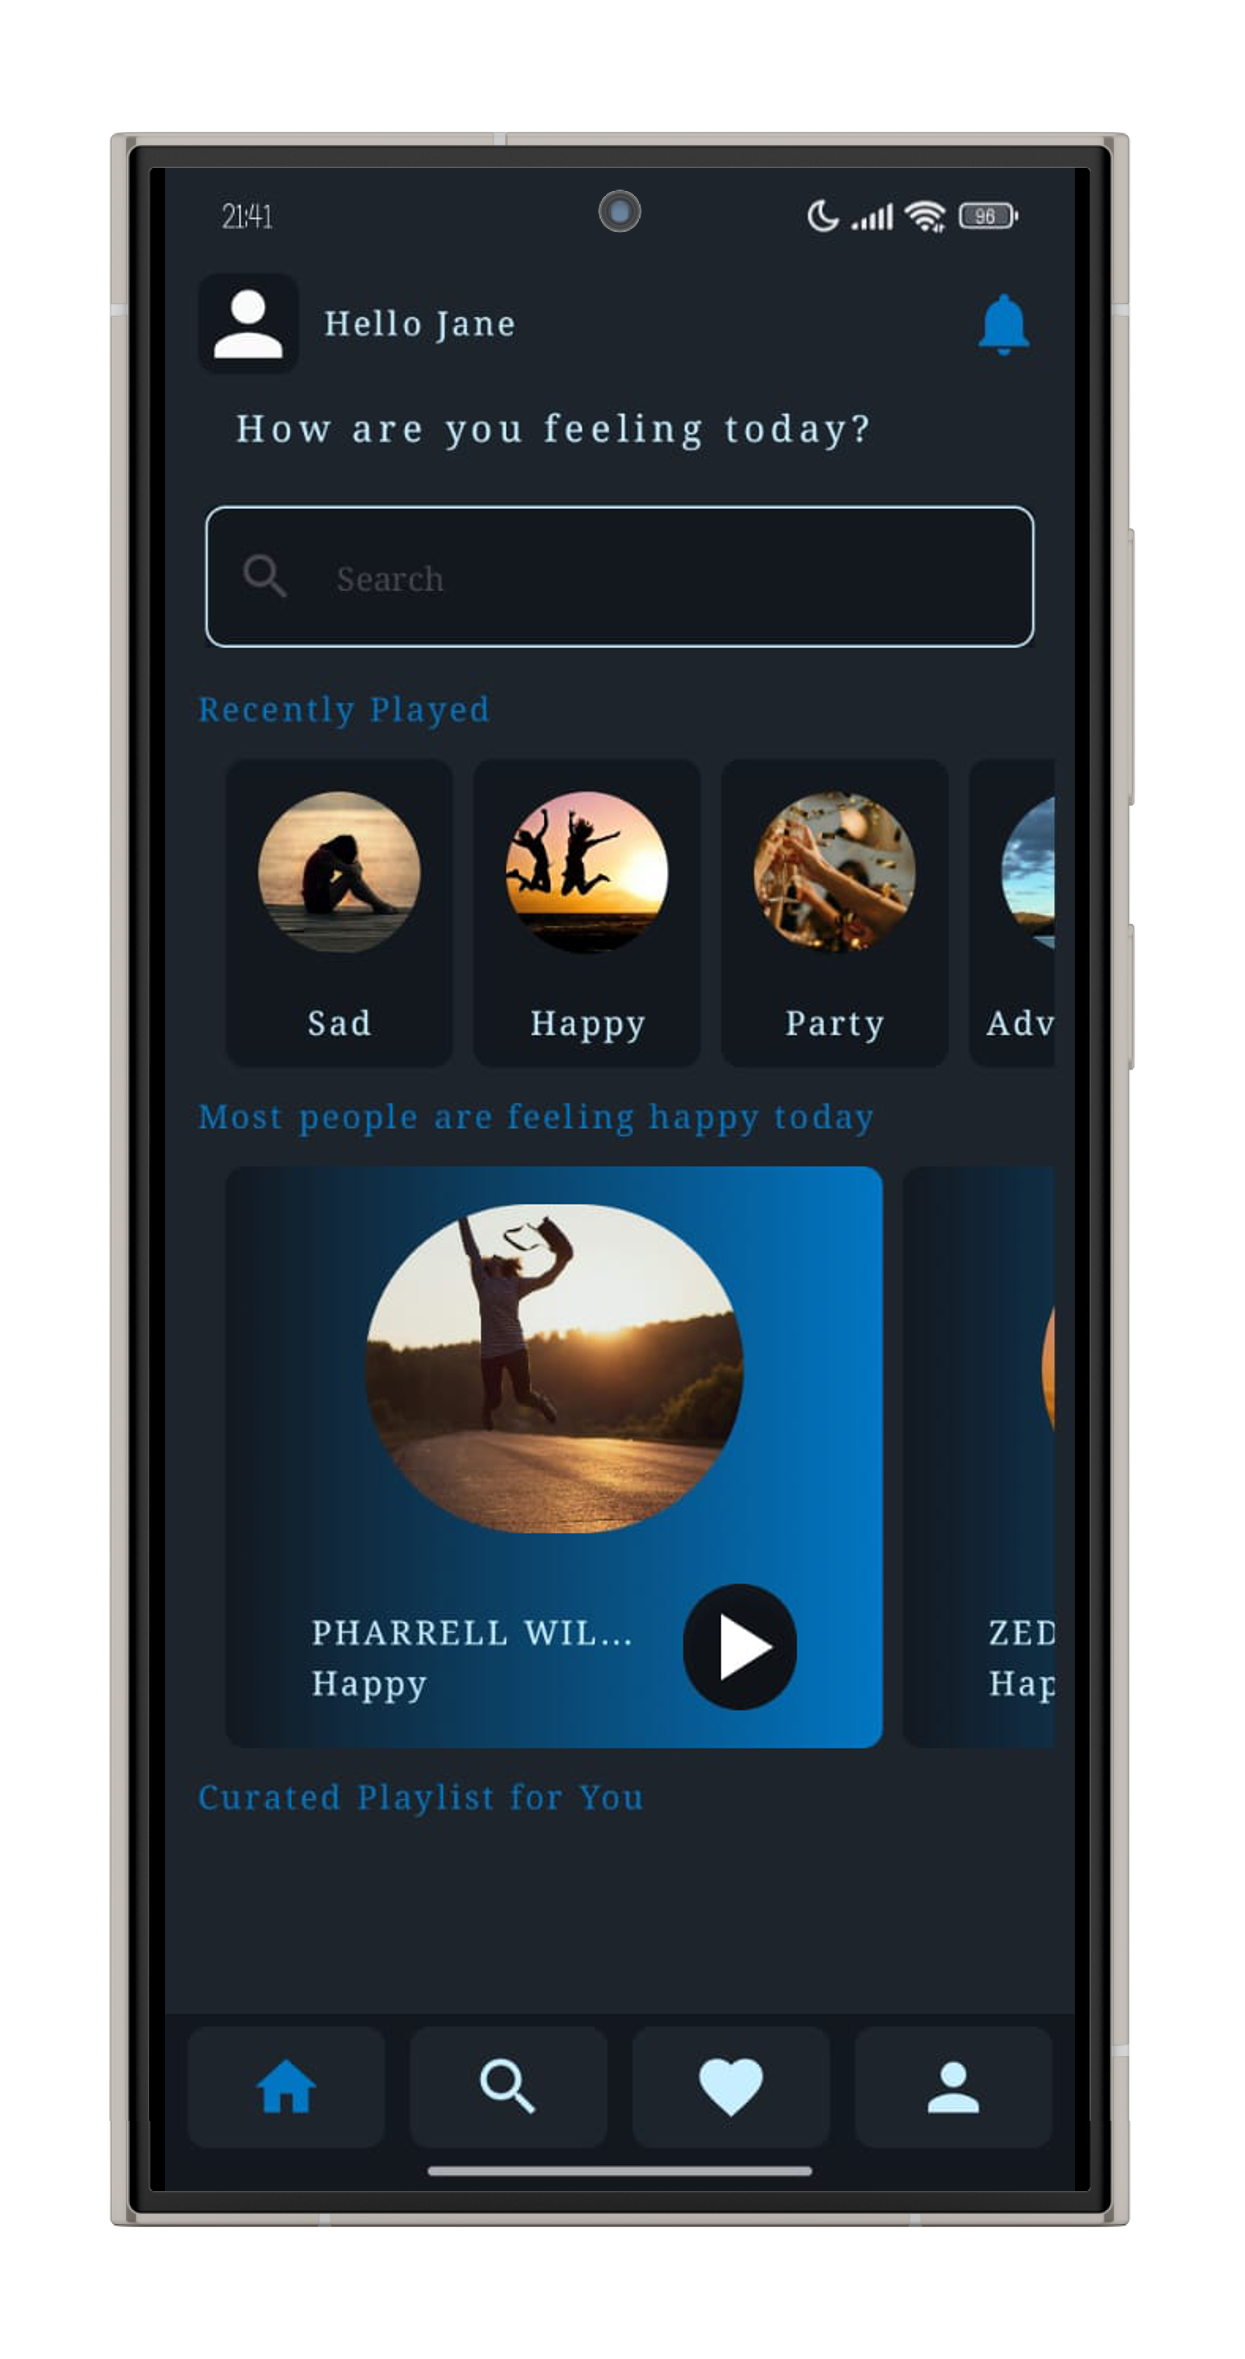 21:41
96
Hello Jane
How are you feeling today?
Search
Recently Played
Sad
Happy
Party
Adv
Most people are feeling happy today
PHARRELL WIL...
Happy
ZED
Hap
Curated Playlist for You